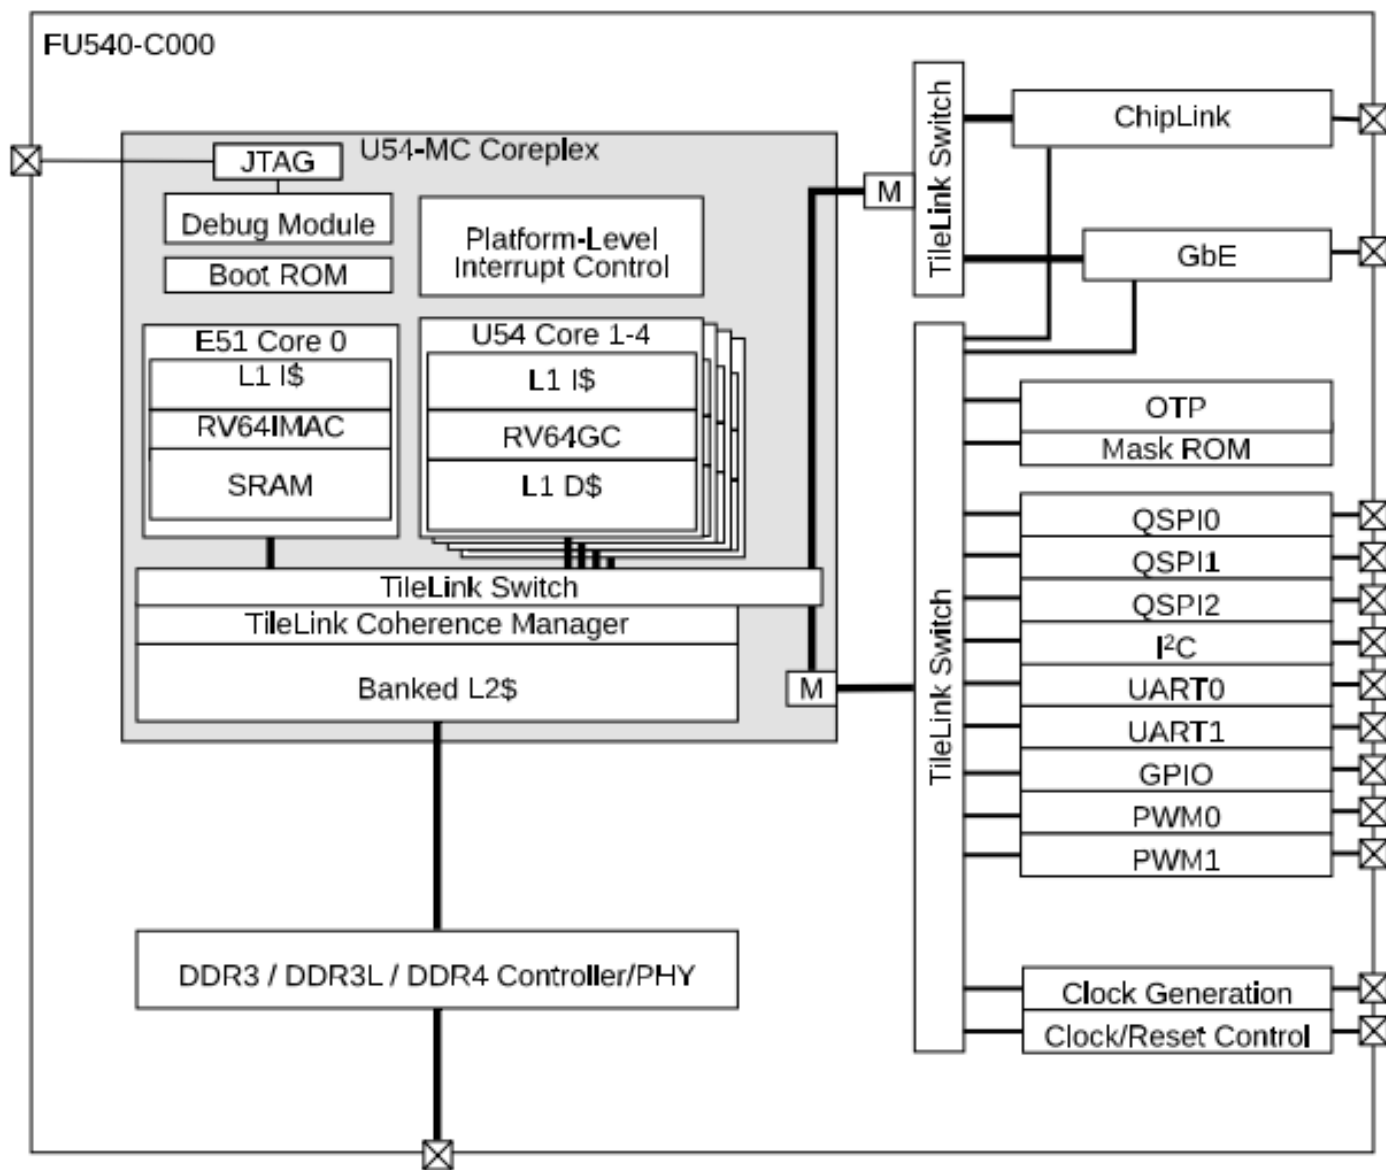 FU540-C000
U54-MC Coreplex
JTAG
Debug Module
Boot ROM
Platform-Level
Interrupt Control
E51 Core 0
L1 I$
RV64IMAC
SRAM
U54 Core 1-4
L1 I$
RV64GC
L1 D$
TileLink Switch
TileLink Coherence Manager
Banked L2$
M
M
DDR3 / DDR3L / DDR4 Controller/PHY
TileLink Switch
TileLink Switch
ChipLink
GbE
OTP
Mask ROM
QSPI0
QSPI1
QSPI2
I²C
UART0
UART1
GPIO
PWM0
PWM1
Clock Generation
Clock/Reset Control